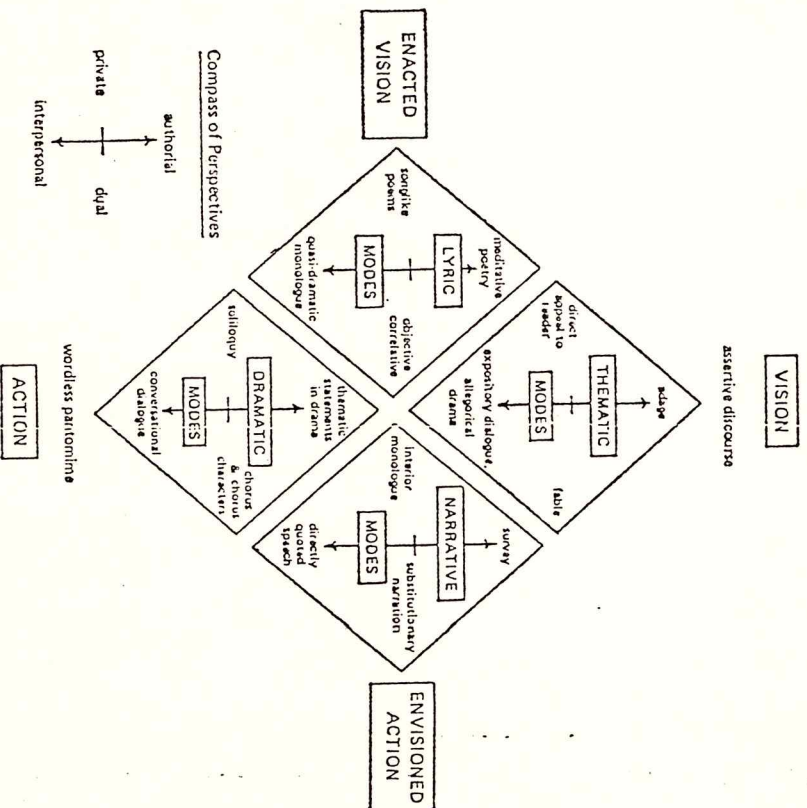 VISION
assertive discourse
adage
direct
appeal to
reader
THEMATIC
MODES
fable
expository dialogue,
allegorical
drama
ENACTED
VISION
meditative
poetry
songlike
poems
LYRIC
MODES
objective
correlative
quasi-dramatic
monologue
survey
interior
monologue
NARRATIVE
MODES
substitutionary
narration
directly
quoted
speech
ENVISIONED
ACTION
thematic
statements
in drama
soliloquy
DRAMATIC
MODES
chorus
& chorus
characters
conversational
dialogue
wordless pantomime
ACTION
Compass of Perspectives
authorial
private
dual
interpersonal